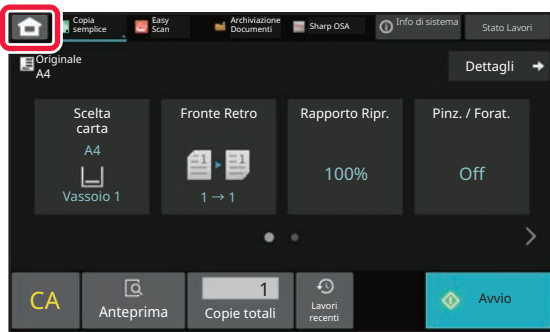 Copia
semplice
Easy
Scan
Archiviazione
Documenti
Sharp OSA
Info di sistema
Stato Lavori
Originale
A4
Dettagli
Scelta
carta
A4
Vassoio 1
Fronte Retro
1
1
1 → 1
Rapporto Ripr.
100%
Pinz. / Forat.
Off
CA
Anteprima
1
Copie totali
Lavori
recenti
Avvio